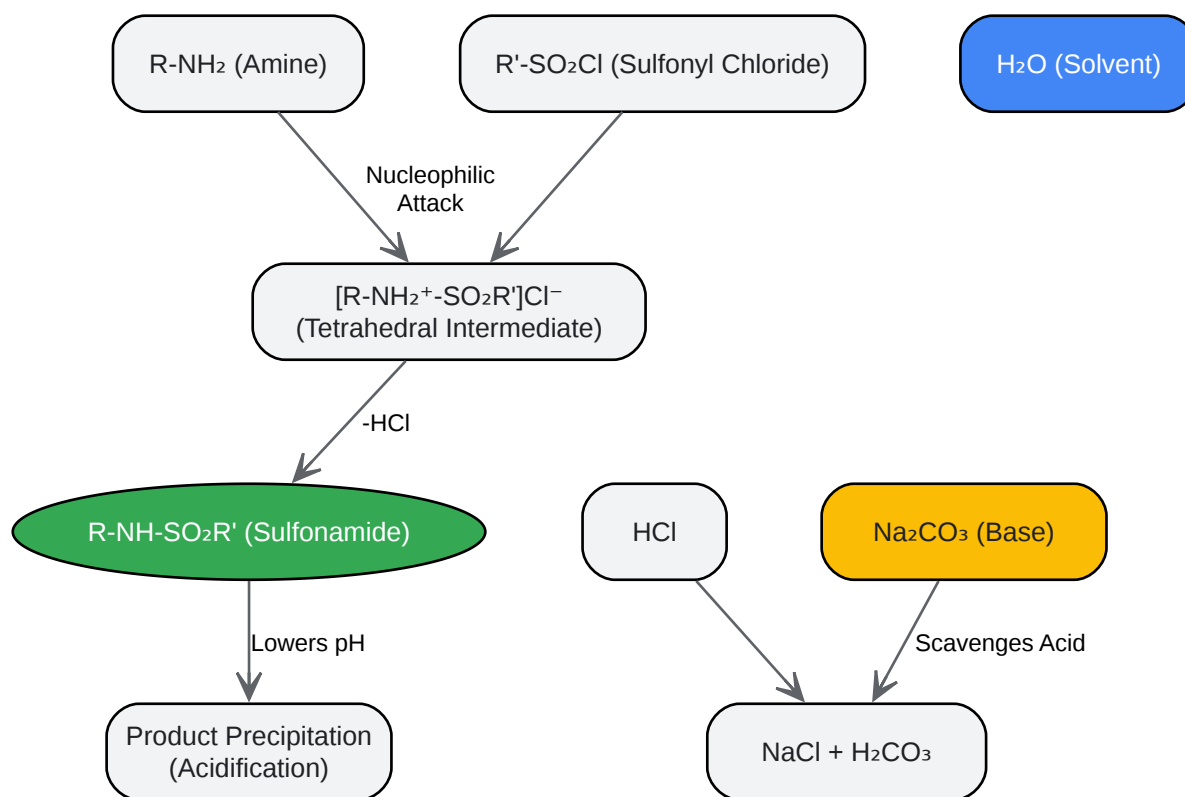 R-NH₂ (Amine)
R'-SO₂Cl (Sulfonyl Chloride)
H₂O (Solvent)
Nucleophilic
Attack
[R-NH₂⁺-SO₂R']Cl⁻
(Tetrahedral Intermediate)
-HCl
R-NH-SO₂R' (Sulfonamide)
HCl
Na₂CO₃ (Base)
Lowers pH
Scavenges Acid
Product Precipitation
(Acidification)
NaCl + H₂CO₃